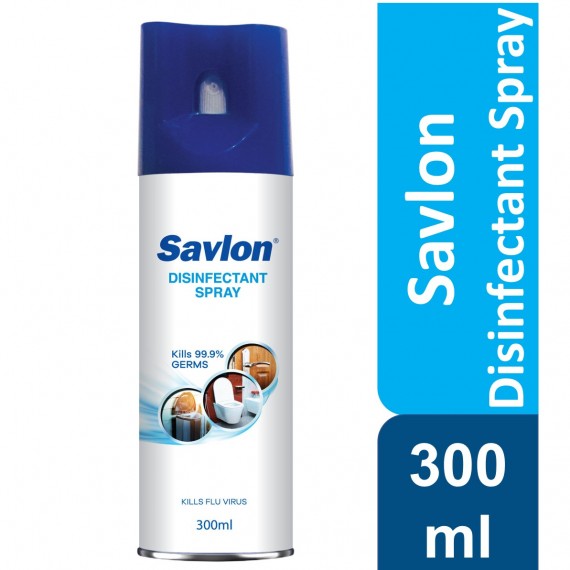 Savlon®
DISINFECTANT
SPRAY
Kills 99.9%
GERMS
KILLS FLU VIRUS
300ml
Savlon
Disinfectant Spray
300
ml